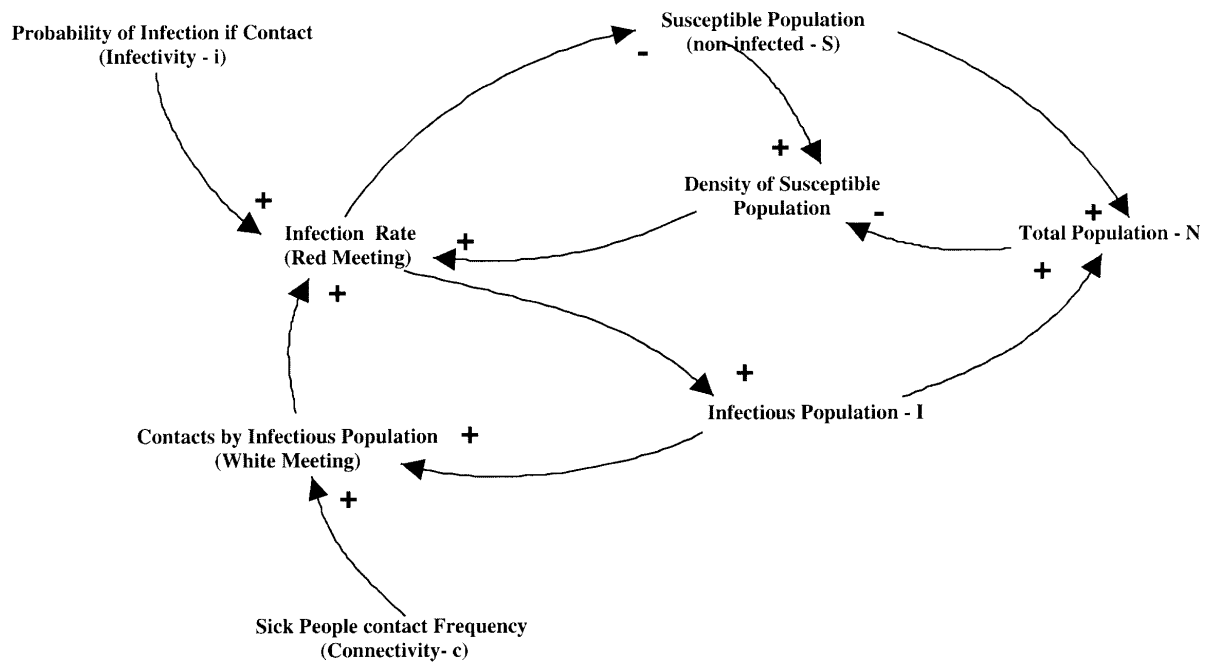 Probability of Infection if Contact
(Infectivity - i)
Susceptible Population
(non-infected - S)
-
+
+
Density of Susceptible
Population
-
+
Total Population - N
+
Infection Rate
(Red Meeting)
+
+
+
Infectious Population - I
Contacts by Infectious Population
(White Meeting)
+
+
Sick People contact Frequency
(Connectivity- c)